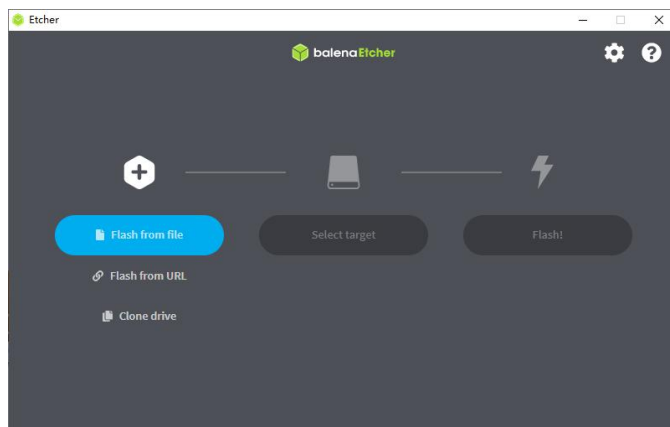 Etcher
balenaEtcher
Flash from file
Select target
Flash!
Flash from URL
Clone drive